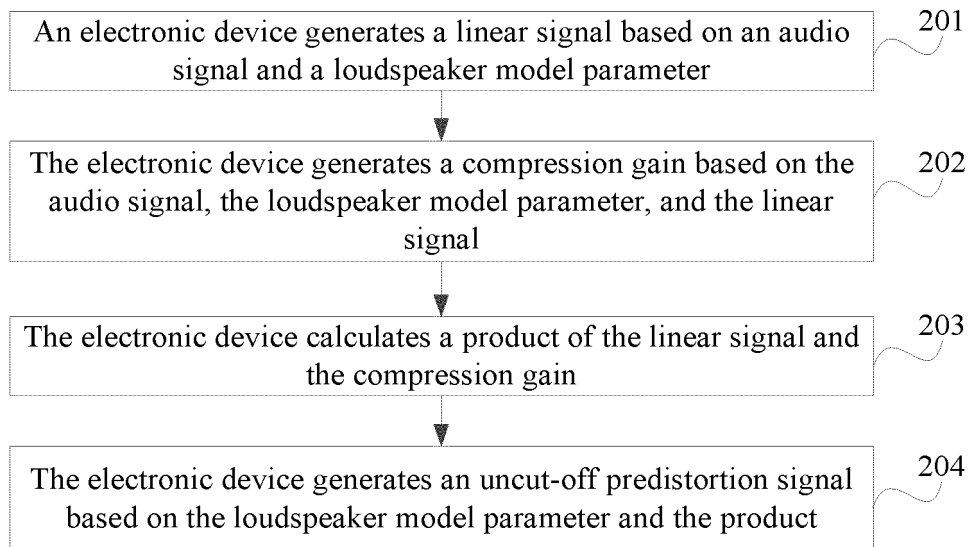 An electronic device generates a linear signal based on an audio
signal and a loudspeaker model parameter
201
The electronic device generates a compression gain based on the
audio signal, the loudspeaker model parameter, and the linear
signal
202
The electronic device calculates a product of the linear signal and
the compression gain
203
The electronic device generates an uncut-off predistortion signal
based on the loudspeaker model parameter and the product
204